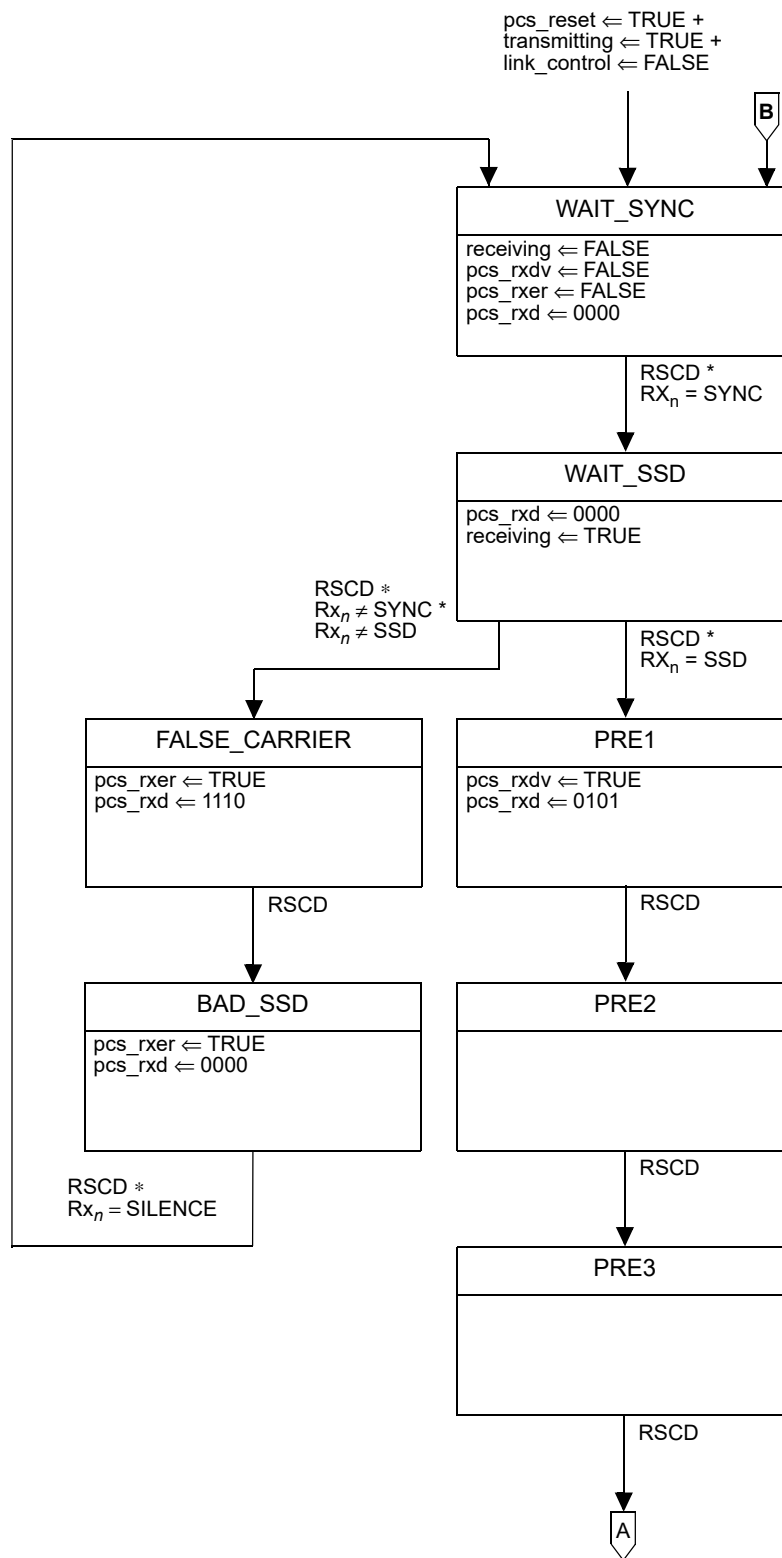 pcs_reset ⇐ TRUE +
transmitting ⇐ TRUE +
link_control ⇐ FALSE
B
WAIT_SYNC
receiving ⇐ FALSE
pcs_rxdv ⇐ FALSE
pcs_rxer ⇐ FALSE
pcs_rxd ⇐ 0000
RSCD *
RXn = SYNC
WAIT_SSD
pcs_rxd ⇐ 0000
receiving ⇐ TRUE
RSCD *
Rxn ≠ SYNC *
Rxn ≠ SSD
RSCD *
RXn = SSD
FALSE_CARRIER
pcs_rxer ⇐ TRUE
pcs_rxd ⇐ 1110
PRE1
pcs_rxdv ⇐ TRUE
pcs_rxd ⇐ 0101
RSCD
RSCD
BAD_SSD
pcs_rxer ⇐ TRUE
pcs_rxd ⇐ 0000
PRE2
RSCD *
Rxn = SILENCE
RSCD
PRE3
RSCD
A